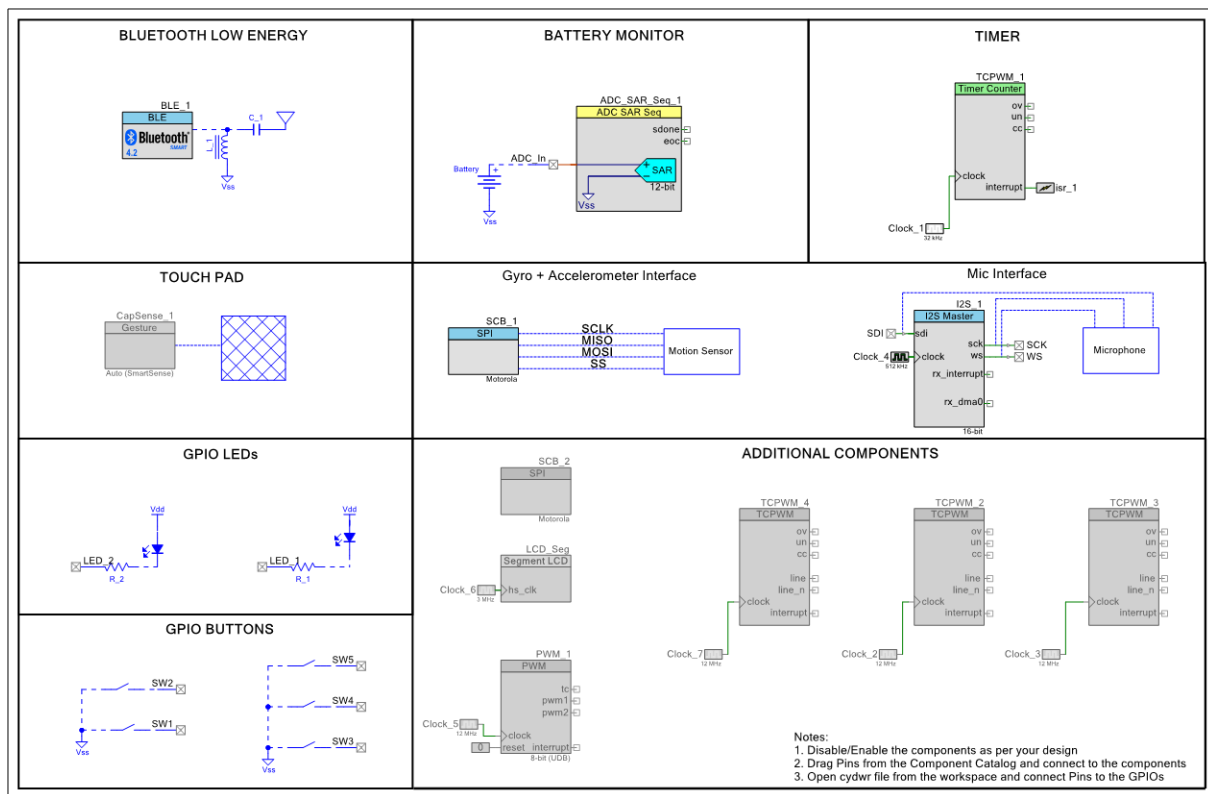 BLUETOOTH LOW ENERGY
BLE_1
BLE
Bluetooth
SMART
4.2
C_1
L_1
Vss
BATTERY MONITOR
ADC_SAR_Seq_1
ADC SAR Seq
sdone
eoc
ADC_In
Battery
+
+
−
SAR
12-bit
Vss
Vss
TIMER
TCPWM_1
Timer Counter
ov
un
cc
clock
interrupt
isr_1
Clock_1
32 kHz
TOUCH PAD
CapSense_1
Gesture
Auto (SmartSense)
Gyro + Accelerometer Interface
SCB_1
SPI
SCLK
MISO
MOSI
SS
Motorola
Motion Sensor
Mic Interface
I2S_1
I2S Master
SDI
sdi
sck
SCK
Clock_4
512 kHz
clock
ws
WS
rx_interrupt
rx_dma0
16-bit
Microphone
GPIO LEDs
Vdd
LED_2
R_2
Vdd
LED_1
R_1
GPIO BUTTONS
SW2
SW1
Vss
SW5
SW4
SW3
Vss
ADDITIONAL COMPONENTS
SCB_2
SPI
Motorola
LCD_Seg
Segment LCD
Clock_6
3 MHz
hs_clk
PWM_1
PWM
tc
pwm1
pwm2
Clock_5
12 MHz
clock
0
reset
interrupt
8-bit (UDB)
TCPWM_4
TCPWM
ov
un
cc
line
line_n
clock
interrupt
Clock_7
12 MHz
TCPWM_2
TCPWM
ov
un
cc
line
line_n
clock
interrupt
Clock_2
12 MHz
TCPWM_3
TCPWM
ov
un
cc
line
line_n
clock
interrupt
Clock_3
12 MHz
Notes:
1. Disable/Enable the components as per your design
2. Drag Pins from the Component Catalog and connect to the components
3. Open cydwr file from the workspace and connect Pins to the GPIOs